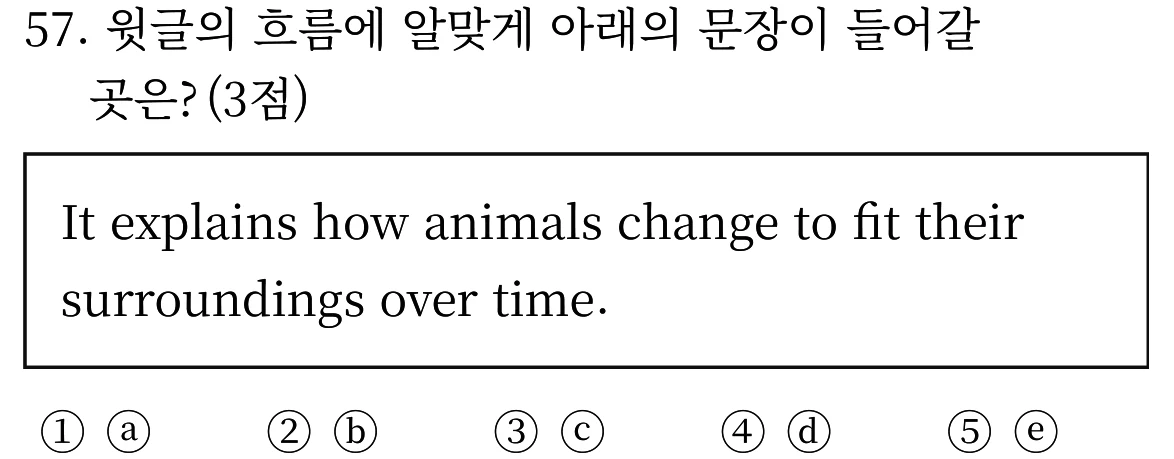 57. 윗글의 흐름에 알맞게 아래의 문장이 들어갈
곳은? (3점)
It explains how animals change to fit their
surroundings over time.
① ⓐ ② ⓑ ③ ⓒ ④ ⓓ ⑤ ⓔ